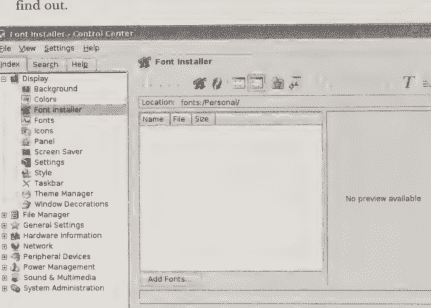 find out.
Font Installer - Control Center
File View Settings Help
Index Search Help
Font Installer
Display
Background
Colors
Font Installer
Fonts
Icons
Panel
Screen Saver
Settings
Style
Taskbar
Theme Manager
Window Decorations
File Manager
General Settings
Hardware Information
Network
Peripheral Devices
Power Management
Sound & Multimedia
System Administration
Location: fonts:/Personal/
Name File Size
No preview available
Add Fonts...